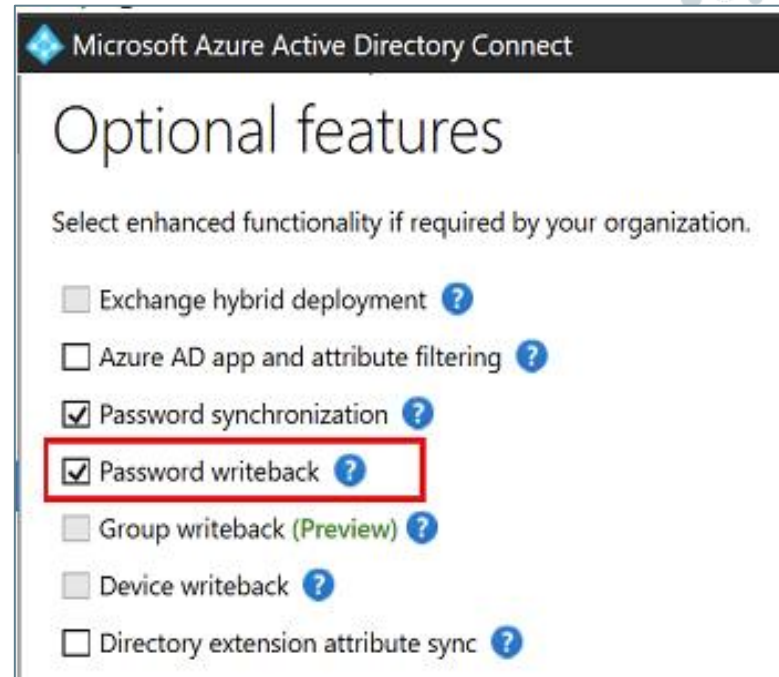 Microsoft Azure Active Directory Connect
Optional features
Select enhanced functionality if required by your organization.
Exchange hybrid deployment ?
Azure AD app and attribute filtering ?
Password synchronization ?
Password writeback ?
Group writeback (Preview) ?
Device writeback ?
Directory extension attribute sync ?